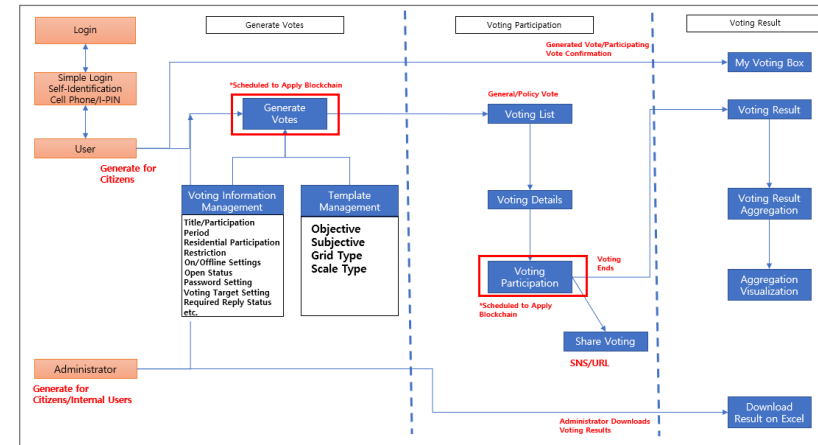 Login
Generate Votes
Voting Participation
Voting Result
Generated Vote/Participating
Vote Confirmation
My Voting Box
Simple Login
Self-Identification
Cell Phone/I-PIN
*Scheduled to Apply Blockchain
Generate
Votes
General/Policy Vote
Voting List
Voting Result
User
Generate for
Citizens
Voting Information
Management
Title/Participation
Period
Residential Participation
Restriction
On/Offline Settings
Open Status
Password Setting
Voting Target Setting
Required Reply Status
etc.
Template
Management
Objective
Subjective
Grid Type
Scale Type
Voting Details
Voting Result
Aggregation
Voting
Participation
Voting
Ends
*Scheduled to Apply
Blockchain
Aggregation
Visualization
Share Voting
SNS/URL
Administrator
Generate for
Citizens/Internal Users
Administrator Downloads
Voting Results
Download
Result on Excel